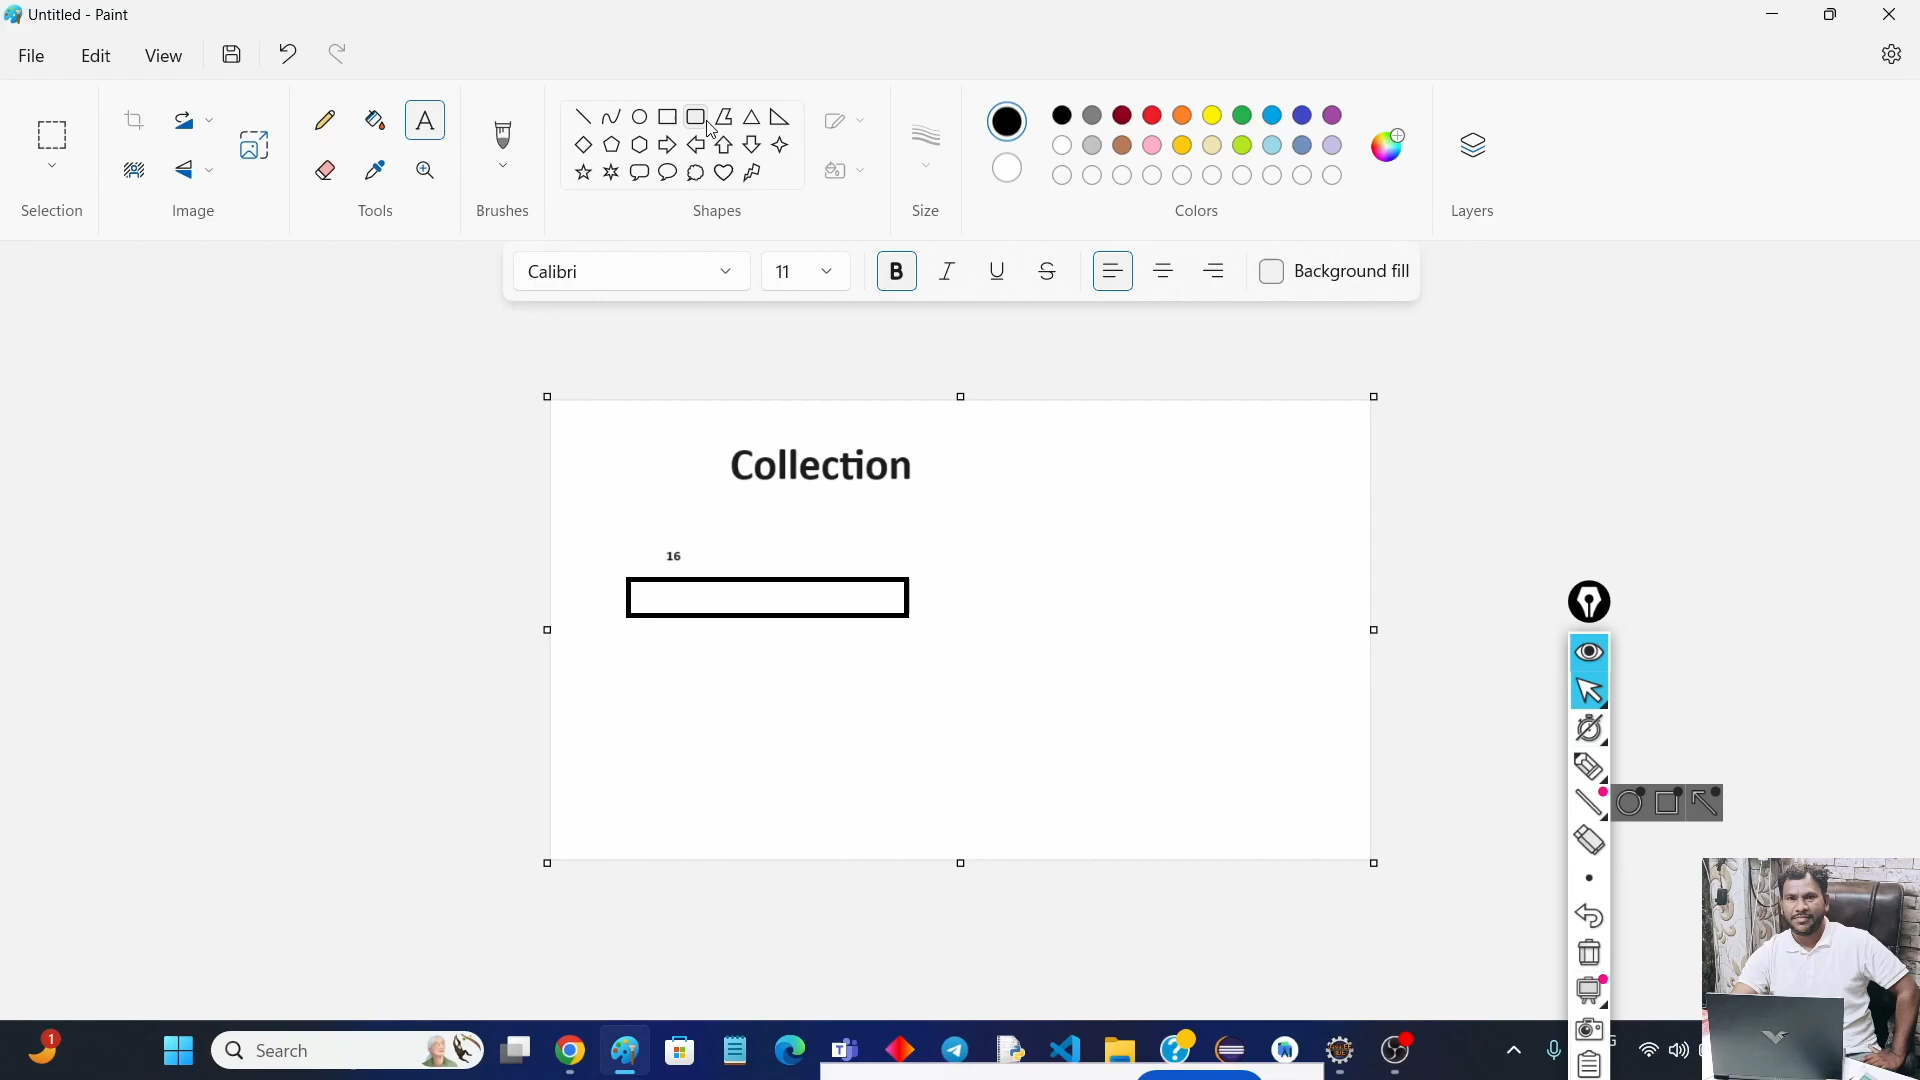 Untitled - Paint
File Edit View
Selection Image Tools Brushes Shapes Size Colors Layers
Calibri 11 B I U S Background fill
Collection
16
1 Search